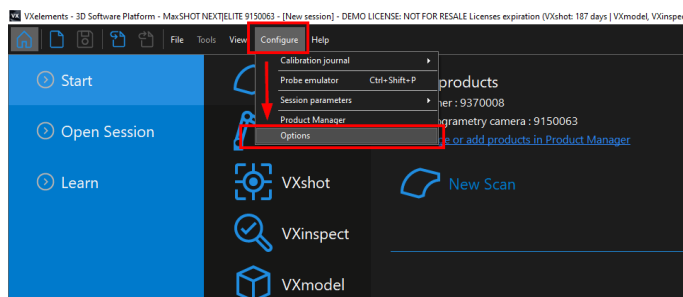 VXelements - 3D Software Platform - MaxSHOT NEXT|ELITE 9150063 - [New session] - DEMO LICENSE: NOT FOR RESALE Licenses expiration (VXshot: 187 days | VXmodel, VXinspec
File Tools View Configure Help
Calibration journal
Probe emulator Ctrl+Shift+P
Session parameters
Product Manager
Options
Start
Open Session
Learn
VXshot
VXinspect
VXmodel
products
ner : 9370008
ogrametry camera : 9150063
e or add products in Product Manager
New Scan